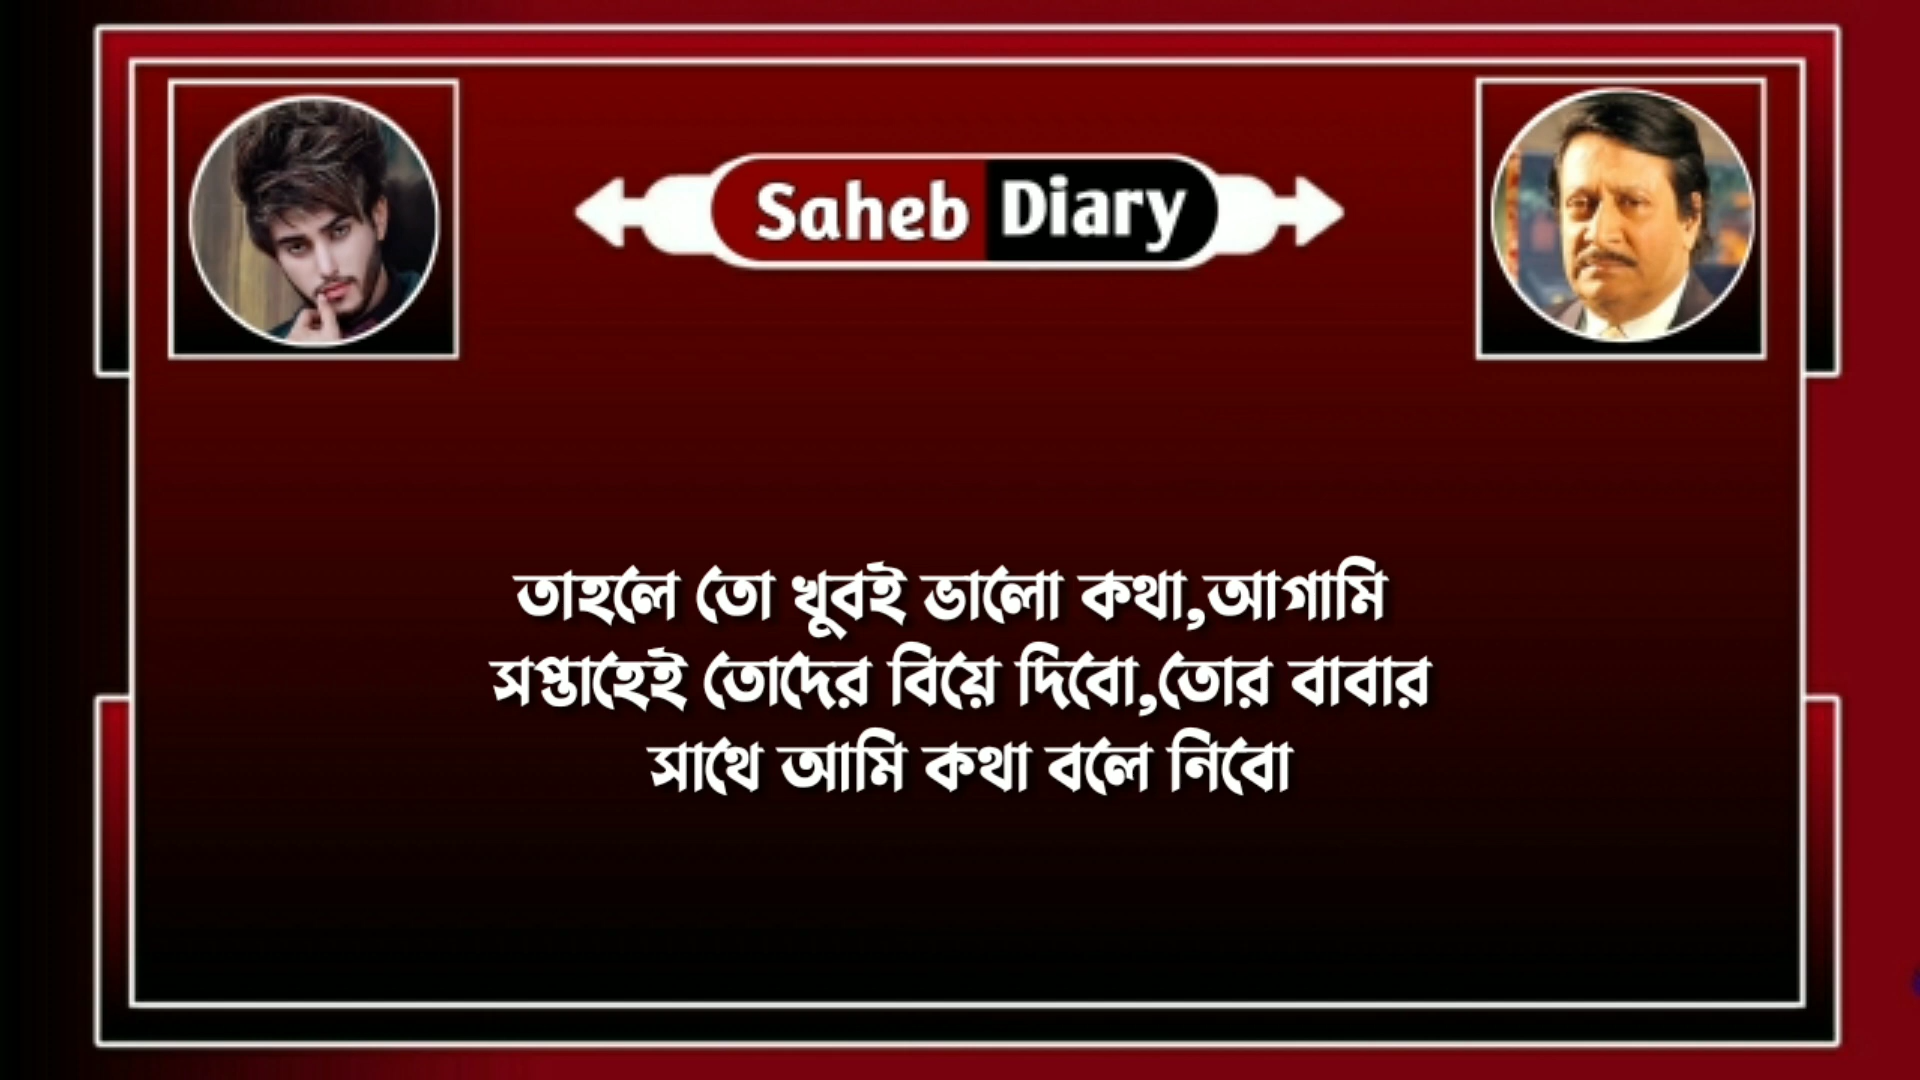 Saheb Diary
তাহলে তো খুবই ভালো কথা,আগামি
সপ্তাহেই তোদের বিয়ে দিবো,তোর বাবার
সাথে আমি কথা বলে নিবো